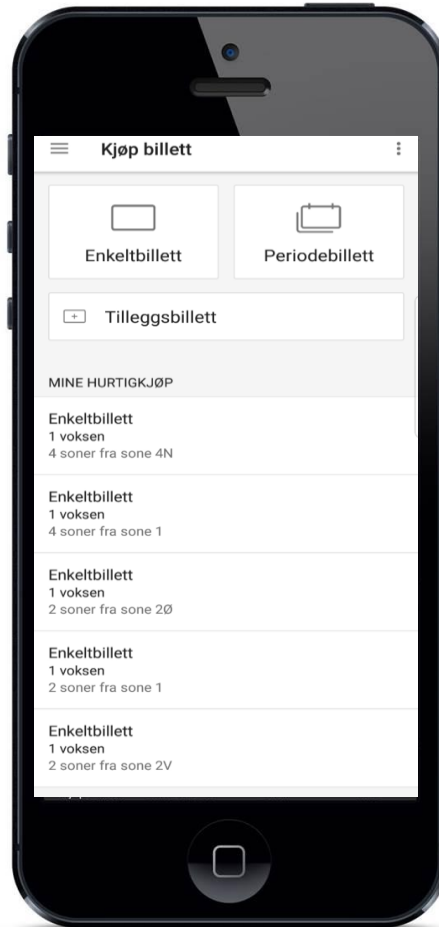 Kjøp billett
Enkeltbillett
Periodebillett
Tilleggsbillett
MINE HURTIGKJØP
Enkeltbillett
1 voksen
4 soner fra sone 4N
Enkeltbillett
1 voksen
4 soner fra sone 1
Enkeltbillett
1 voksen
2 soner fra sone 2Ø
Enkeltbillett
1 voksen
2 soner fra sone 1
Enkeltbillett
1 voksen
2 soner fra sone 2V